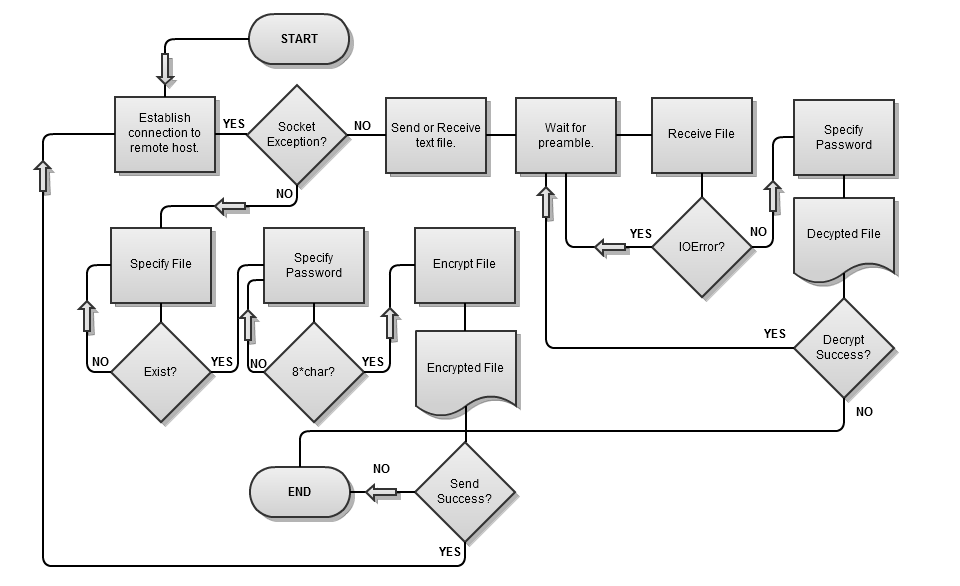 START
Establish
connection to
remote host.
YES
Socket
Exception?
NO
Send or Receive
text file.
Wait for
preamble.
Receive File
Specify
Password
NO
YES
IOError?
NO
Decypted File
Specify File
Specify
Password
Encrypt File
NO
Exist?
YES
NO
8*char?
YES
Encrypted File
YES
Decrypt
Success?
NO
END
NO
Send
Success?
YES